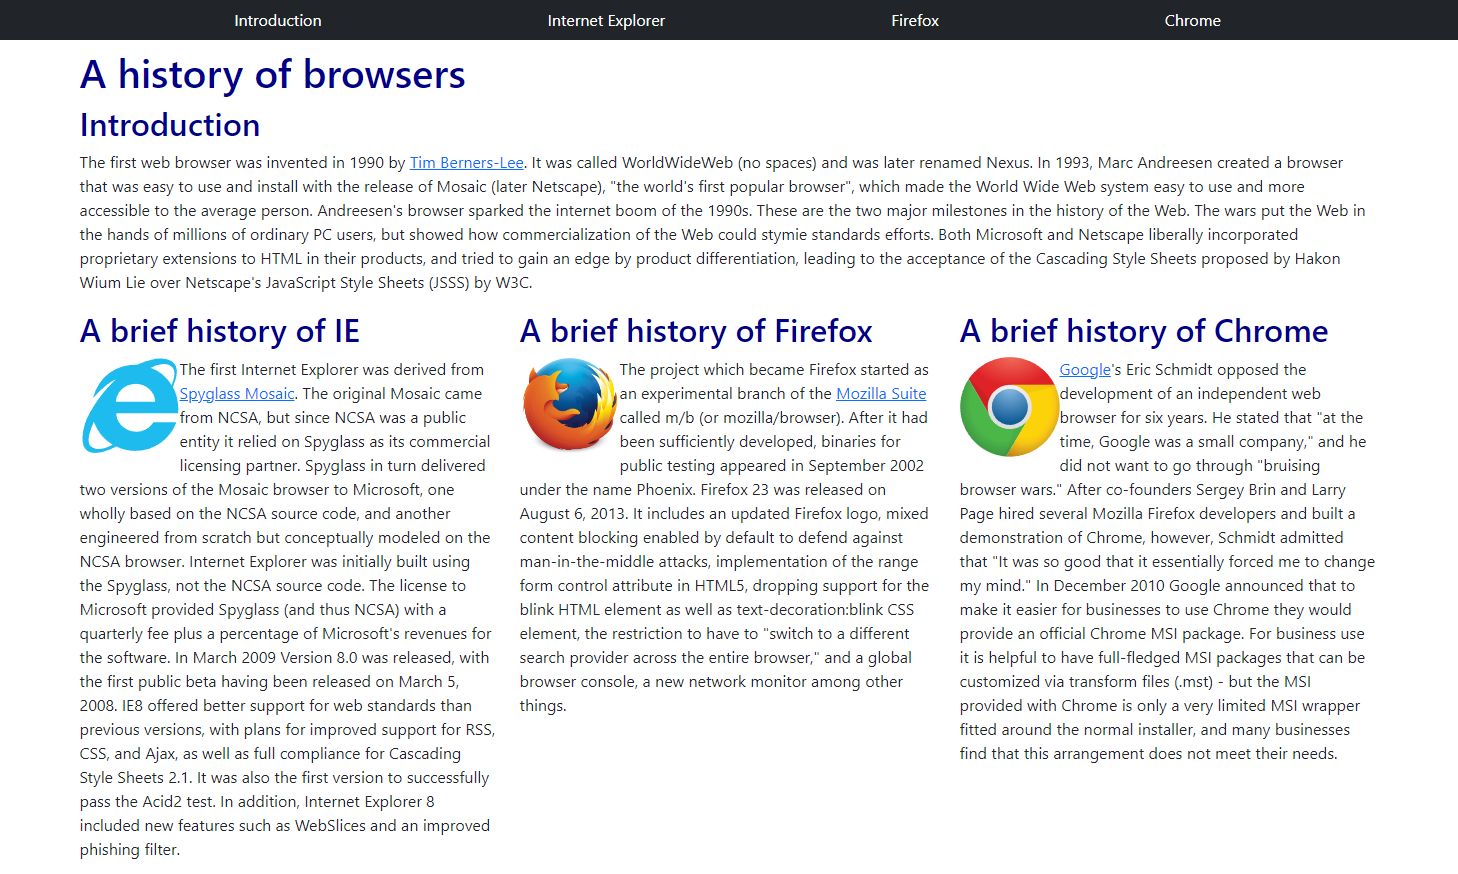 Introduction Internet Explorer Firefox Chrome
A history of browsers
Introduction
The first web browser was invented in 1990 by Tim Berners-Lee. It was called WorldWideWeb (no spaces) and was later renamed Nexus. In 1993, Marc Andreesen created a browser
that was easy to use and install with the release of Mosaic (later Netscape), "the world's first popular browser", which made the World Wide Web system easy to use and more
accessible to the average person. Andreesen's browser sparked the internet boom of the 1990s. These are the two major milestones in the history of the Web. The wars put the Web in
the hands of millions of ordinary PC users, but showed how commercialization of the Web could stymie standards efforts. Both Microsoft and Netscape liberally incorporated
proprietary extensions to HTML in their products, and tried to gain an edge by product differentiation, leading to the acceptance of the Cascading Style Sheets proposed by Hakon
Wium Lie over Netscape's JavaScript Style Sheets (JSSS) by W3C.
A brief history of IE
The first Internet Explorer was derived from
Spyglass Mosaic. The original Mosaic came
from NCSA, but since NCSA was a public
entity it relied on Spyglass as its commercial
licensing partner. Spyglass in turn delivered
two versions of the Mosaic browser to Microsoft, one
wholly based on the NCSA source code, and another
engineered from scratch but conceptually modeled on the
NCSA browser. Internet Explorer was initially built using
the Spyglass, not the NCSA source code. The license to
Microsoft provided Spyglass (and thus NCSA) with a
quarterly fee plus a percentage of Microsoft's revenues for
the software. In March 2009 Version 8.0 was released, with
the first public beta having been released on March 5,
2008. IE8 offered better support for web standards than
previous versions, with plans for improved support for RSS,
CSS, and Ajax, as well as full compliance for Cascading
Style Sheets 2.1. It was also the first version to successfully
pass the Acid2 test. In addition, Internet Explorer 8
included new features such as WebSlices and an improved
phishing filter.
A brief history of Firefox
The project which became Firefox started as
an experimental branch of the Mozilla Suite
called m/b (or mozilla/browser). After it had
been sufficiently developed, binaries for
public testing appeared in September 2002
under the name Phoenix. Firefox 23 was released on
August 6, 2013. It includes an updated Firefox logo, mixed
content blocking enabled by default to defend against
man-in-the-middle attacks, implementation of the range
form control attribute in HTML5, dropping support for the
blink HTML element as well as text-decoration:blink CSS
element, the restriction to have to "switch to a different
search provider across the entire browser," and a global
browser console, a new network monitor among other
things.
A brief history of Chrome
Google's Eric Schmidt opposed the
development of an independent web
browser for six years. He stated that "at the
time, Google was a small company," and he
did not want to go through "bruising
browser wars." After co-founders Sergey Brin and Larry
Page hired several Mozilla Firefox developers and built a
demonstration of Chrome, however, Schmidt admitted
that "It was so good that it essentially forced me to change
my mind." In December 2010 Google announced that to
make it easier for businesses to use Chrome they would
provide an official Chrome MSI package. For business use
it is helpful to have full-fledged MSI packages that can be
customized via transform files (.mst) - but the MSI
provided with Chrome is only a very limited MSI wrapper
fitted around the normal installer, and many businesses
find that this arrangement does not meet their needs.